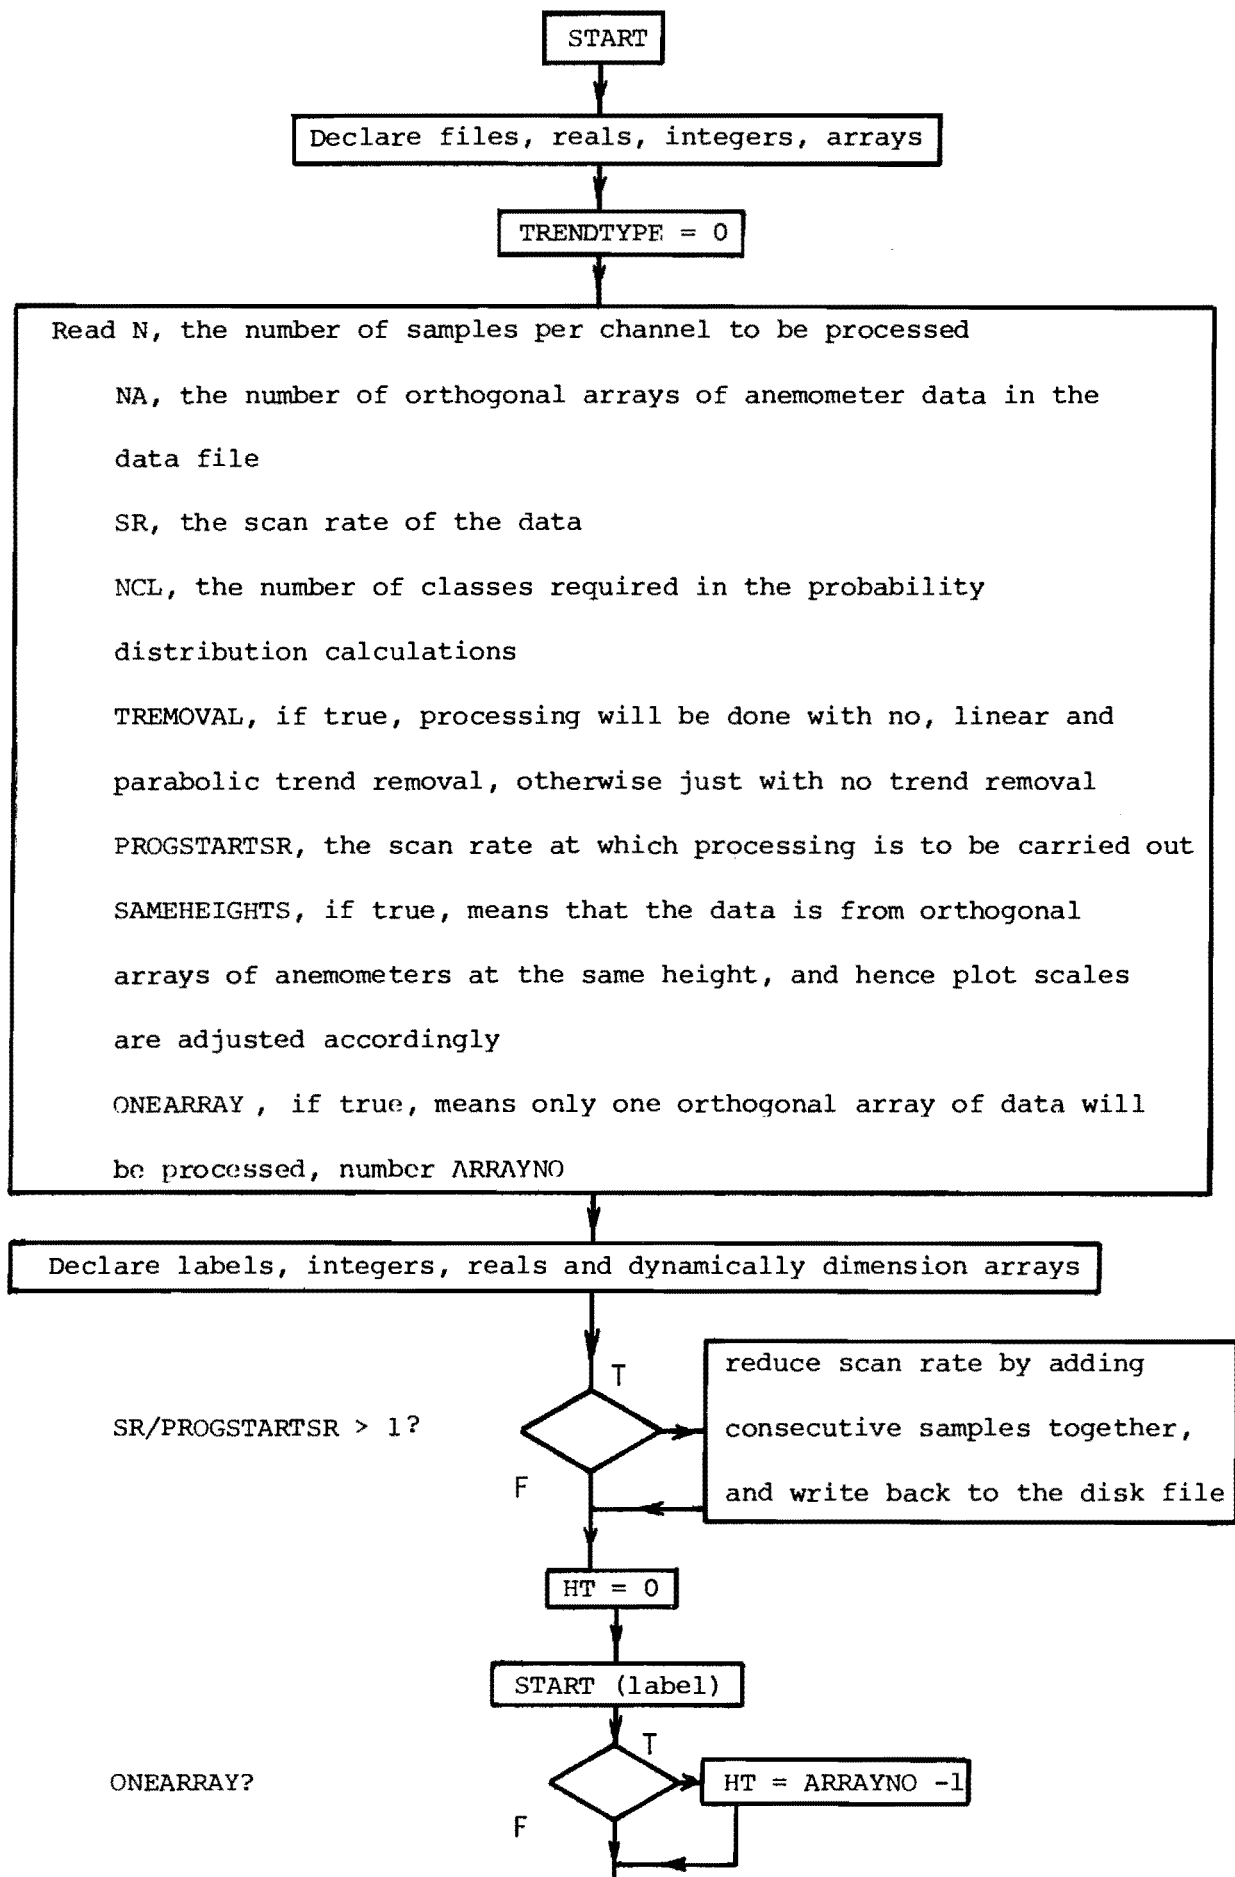 START
Declare files, reals, integers, arrays
TRENDTYPE = 0
Read N, the number of samples per channel to be processed
NA, the number of orthogonal arrays of anemometer data in the
data file
SR, the scan rate of the data
NCL, the number of classes required in the probability
distribution calculations
TREMOVAL, if true, processing will be done with no, linear and
parabolic trend removal, otherwise just with no trend removal
PROGSTARTSR, the scan rate at which processing is to be carried out
SAMEHEIGHTS, if true, means that the data is from orthogonal
arrays of anemometers at the same height, and hence plot scales
are adjusted accordingly
ONEARRAY , if true, means only one orthogonal array of data will
be processed, number ARRAYNO
Declare labels, integers, reals and dynamically dimension arrays
T
reduce scan rate by adding
SR/PROGSTARTSR > 1?
consecutive samples together,
F
and write back to the disk file
HT = 0
START (label)
T
ONEARRAY?
HT = ARRAYNO -1
F